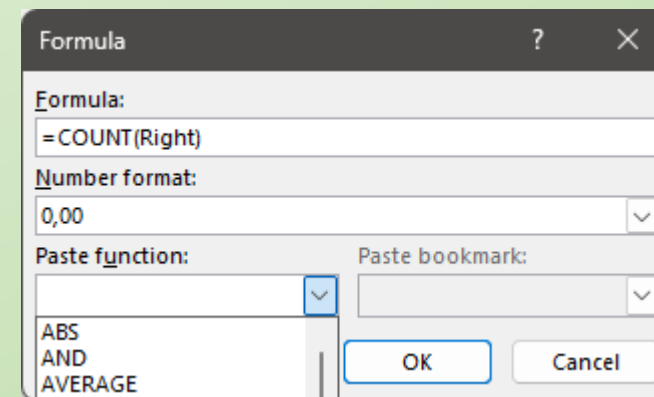 Formula ?
Formula:
=COUNT(Right)
Number format:
0,00
Paste function: Paste bookmark:
ABS
AND
AVERAGE
OK Cancel